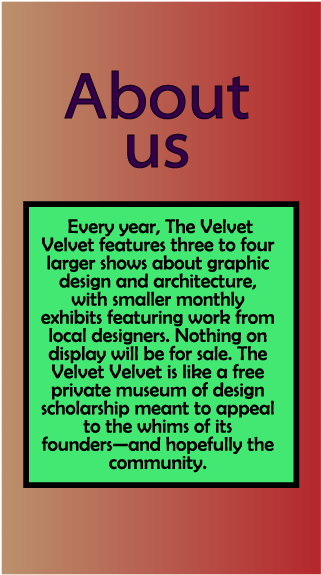 About
us
Every year, The Velvet
Velvet features three to four
larger shows about graphic
design and architecture,
with smaller monthly
exhibits featuring work from
local designers. Nothing on
display will be for sale. The
Velvet Velvet is like a free
private museum of design
scholarship meant to appeal
to the whims of its
founders—and hopefully the
community.